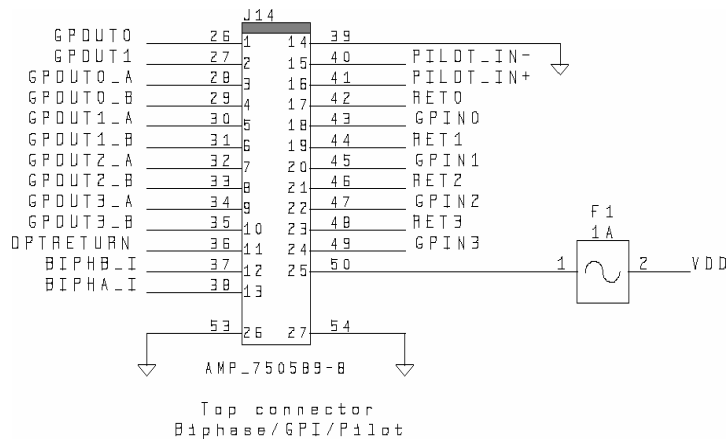 J14
GPOUT0 26 1 14 39
GPOUT1 27 2 15 40 PILOT_IN-
GPOUT0_A 28 3 16 41 PILOT_IN+
GPOUT0_B 29 4 17 42 RET0
GPOUT1_A 30 5 18 43 GPIN0
GPOUT1_B 31 6 19 44 RET1
GPOUT2_A 32 7 20 45 GPIN1
GPOUT2_B 33 8 21 46 RET2
GPOUT3_A 34 9 22 47 GPIN2
GPOUT3_B 35 10 23 48 RET3
OPTRETURN 36 11 24 49 GPIN3
BIPHB_I 37 12 25 50
BIPHA_I 38 13
F1
1A
1 2 VDD
53 26 27 54
AMP_750589-8
Top connector
Biphase/GPI/Pilot